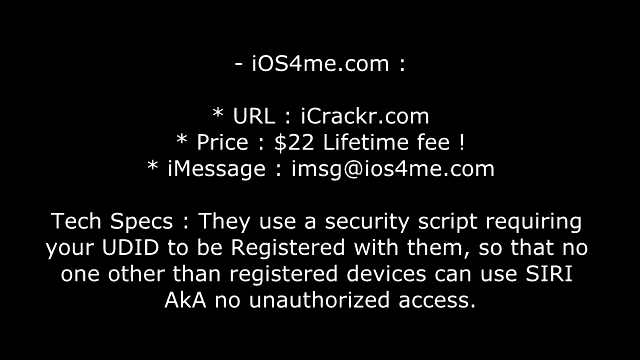 - iOS4me.com :
* URL : iCrackr.com
* Price : $22 Lifetime fee !
* iMessage : imsg@ios4me.com
Tech Specs : They use a security script requiring
your UDID to be Registered with them, so that no
one other than registered devices can use SIRI
AkA no unauthorized access.